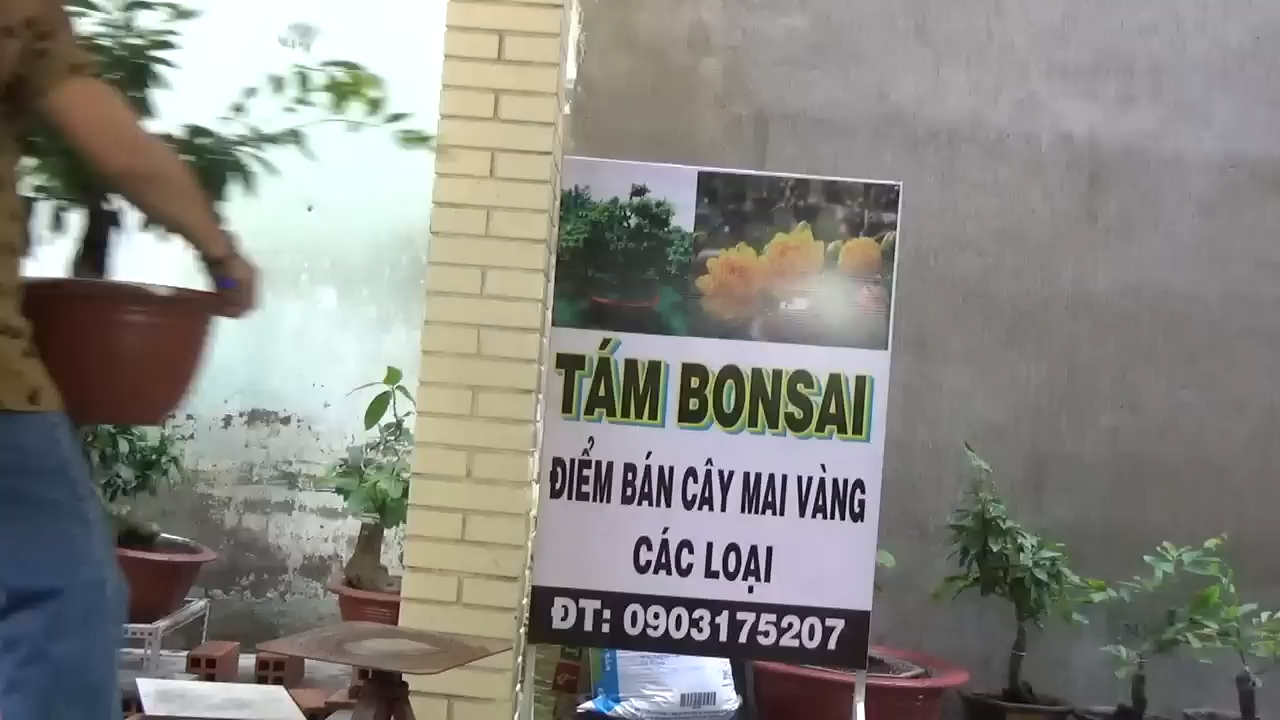 TÁM BONSAI
ĐIỂM BÁN CÂY MAI VÀNG
CÁC LOẠI
ĐT: 0903175207